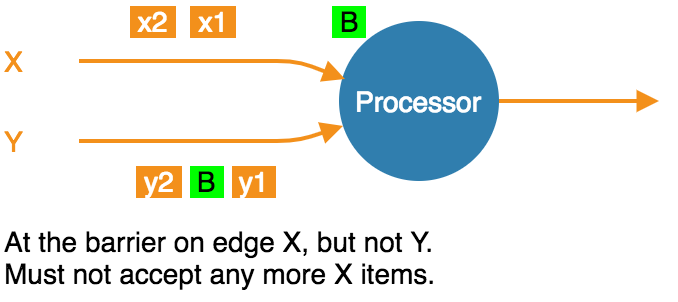 x2 x1 B
X
Processor
Y
y2 B y1
At the barrier on edge X, but not Y.
Must not accept any more X items.